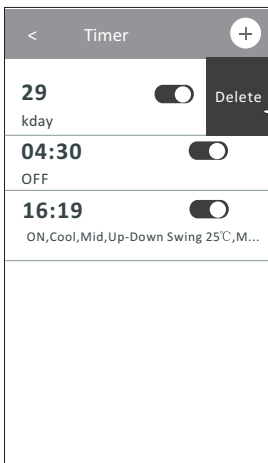 < Timer +
29 Delete
kday
04:30
OFF
16:19
ON,Cool,Mid,Up-Down Swing 25℃,M...